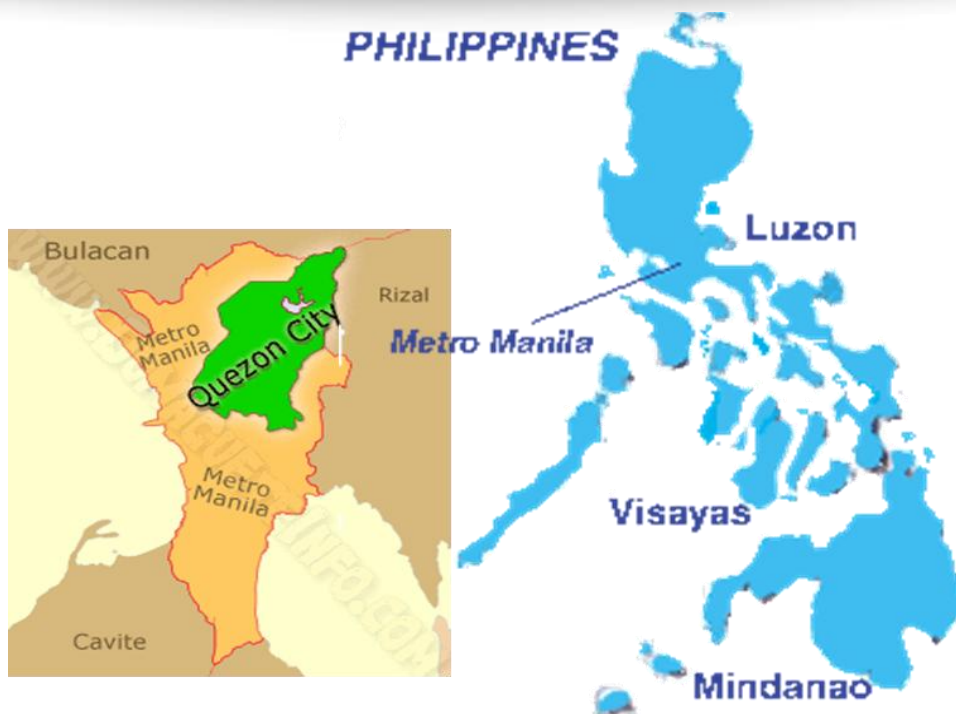 PHILIPPINES
Luzon
Metro Manila
Visayas
Mindanao
Bulacan
Rizal
Metro
Manila
Quezon City
Metro
Manila
Cavite